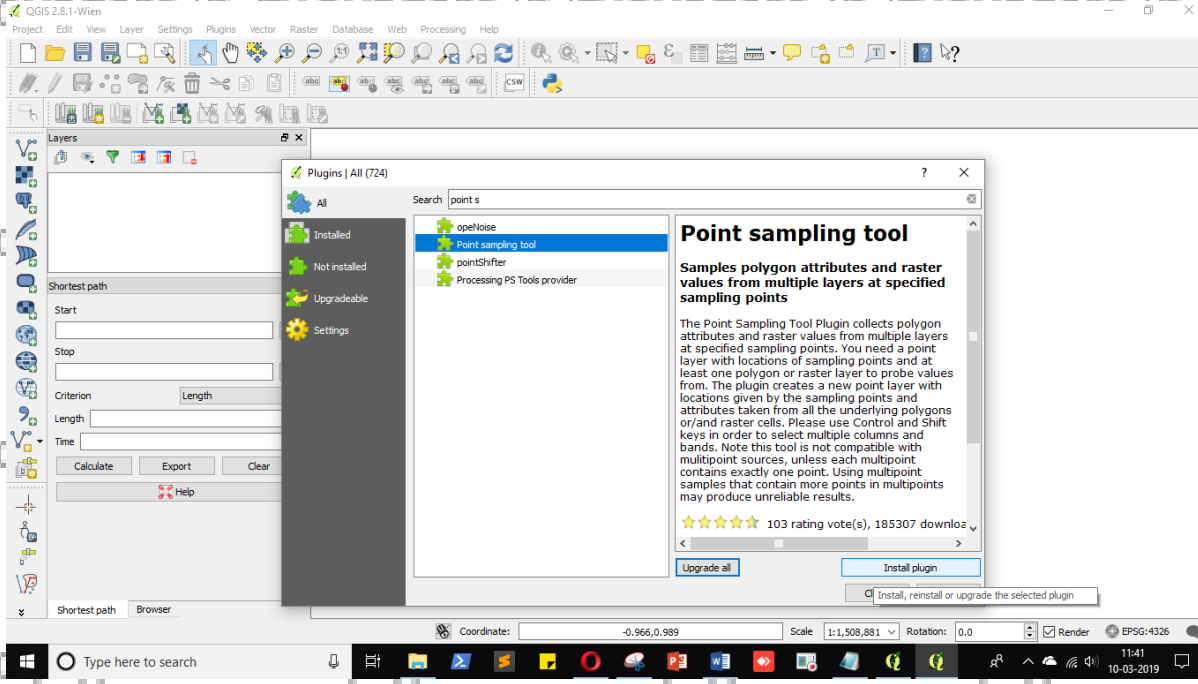 QGIS 2.8.1-Wien
Project Edit View Layer Settings Plugins Vector Raster Database Web Processing Help
1:1
T
?
abc abc abc abc abc abc abc CSW
Layers
Plugins | All (724)
?
All
Search point s
Installed
Not installed
Upgradeable
Settings
opeNoise
Point sampling tool
pointShifter
Processing PS Tools provider
Point sampling tool
Samples polygon attributes and raster
values from multiple layers at specified
sampling points
The Point Sampling Tool Plugin collects polygon
attributes and raster values from multiple layers
at specified sampling points. You need a point
layer with locations of sampling points and at
least one polygon or raster layer to probe values
from. The plugin creates a new point layer with
locations given by the sampling points and
attributes taken from all the underlying polygons
or/and raster cells. Please use Control and Shift
keys in order to select multiple columns and
bands. Note this tool is not compatible with
mulitipoint sources, unless each multipoint
contains exactly one point. Using multipoint
samples that contain more points in multipoints
may produce unreliable results.
103 rating vote(s), 185307 downloa
Upgrade all
Install plugin
Install, reinstall or upgrade the selected plugin
Shortest path
Start
Stop
Criterion Length
Length
Time
Calculate Export Clear
Help
Shortest path Browser
Coordinate: -0.966,0.989 Scale 1:1,508,881 Rotation: 0.0 Render EPSG:4326
Type here to search
11:41
10-03-2019